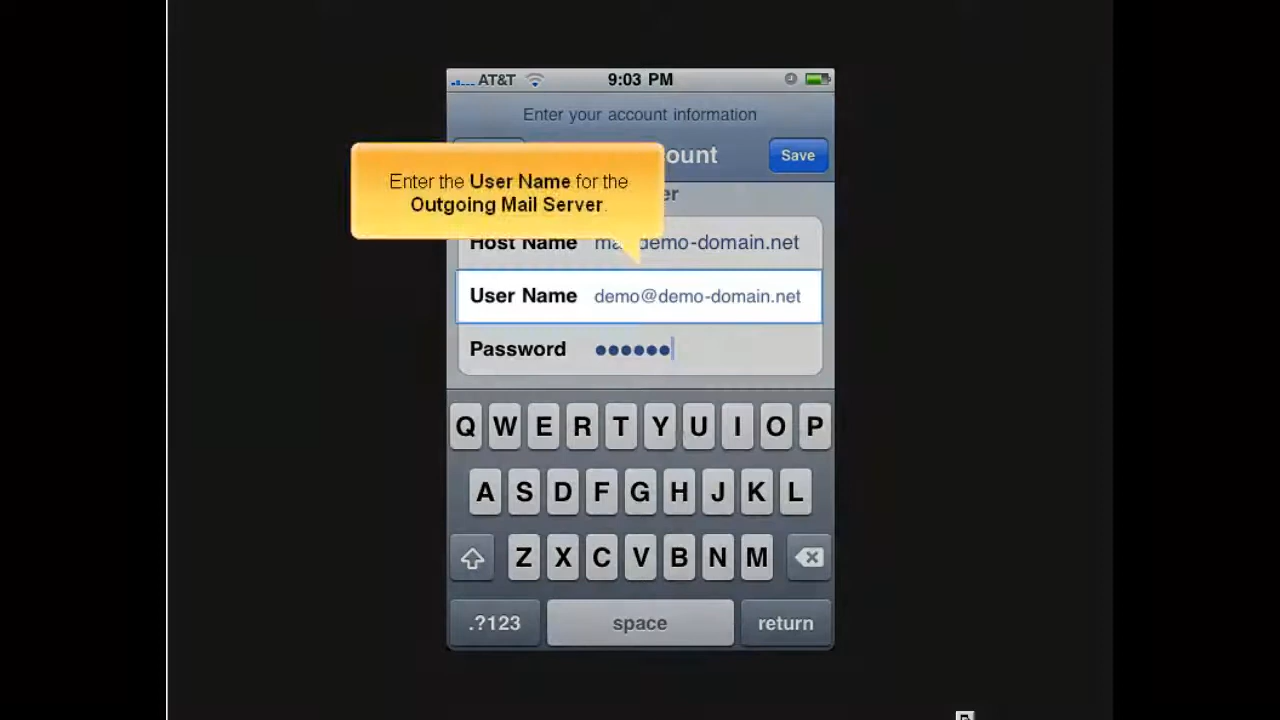 AT&T 9:03 PM
Enter your account information
ount Save
Enter the User Name for the
Outgoing Mail Server.
er
Host Name ma demo-domain.net
User Name demo@demo-domain.net
Password ••••••
Q W E R T Y U I O P
A S D F G H J K L
Z X C V B N M
.?123 space return